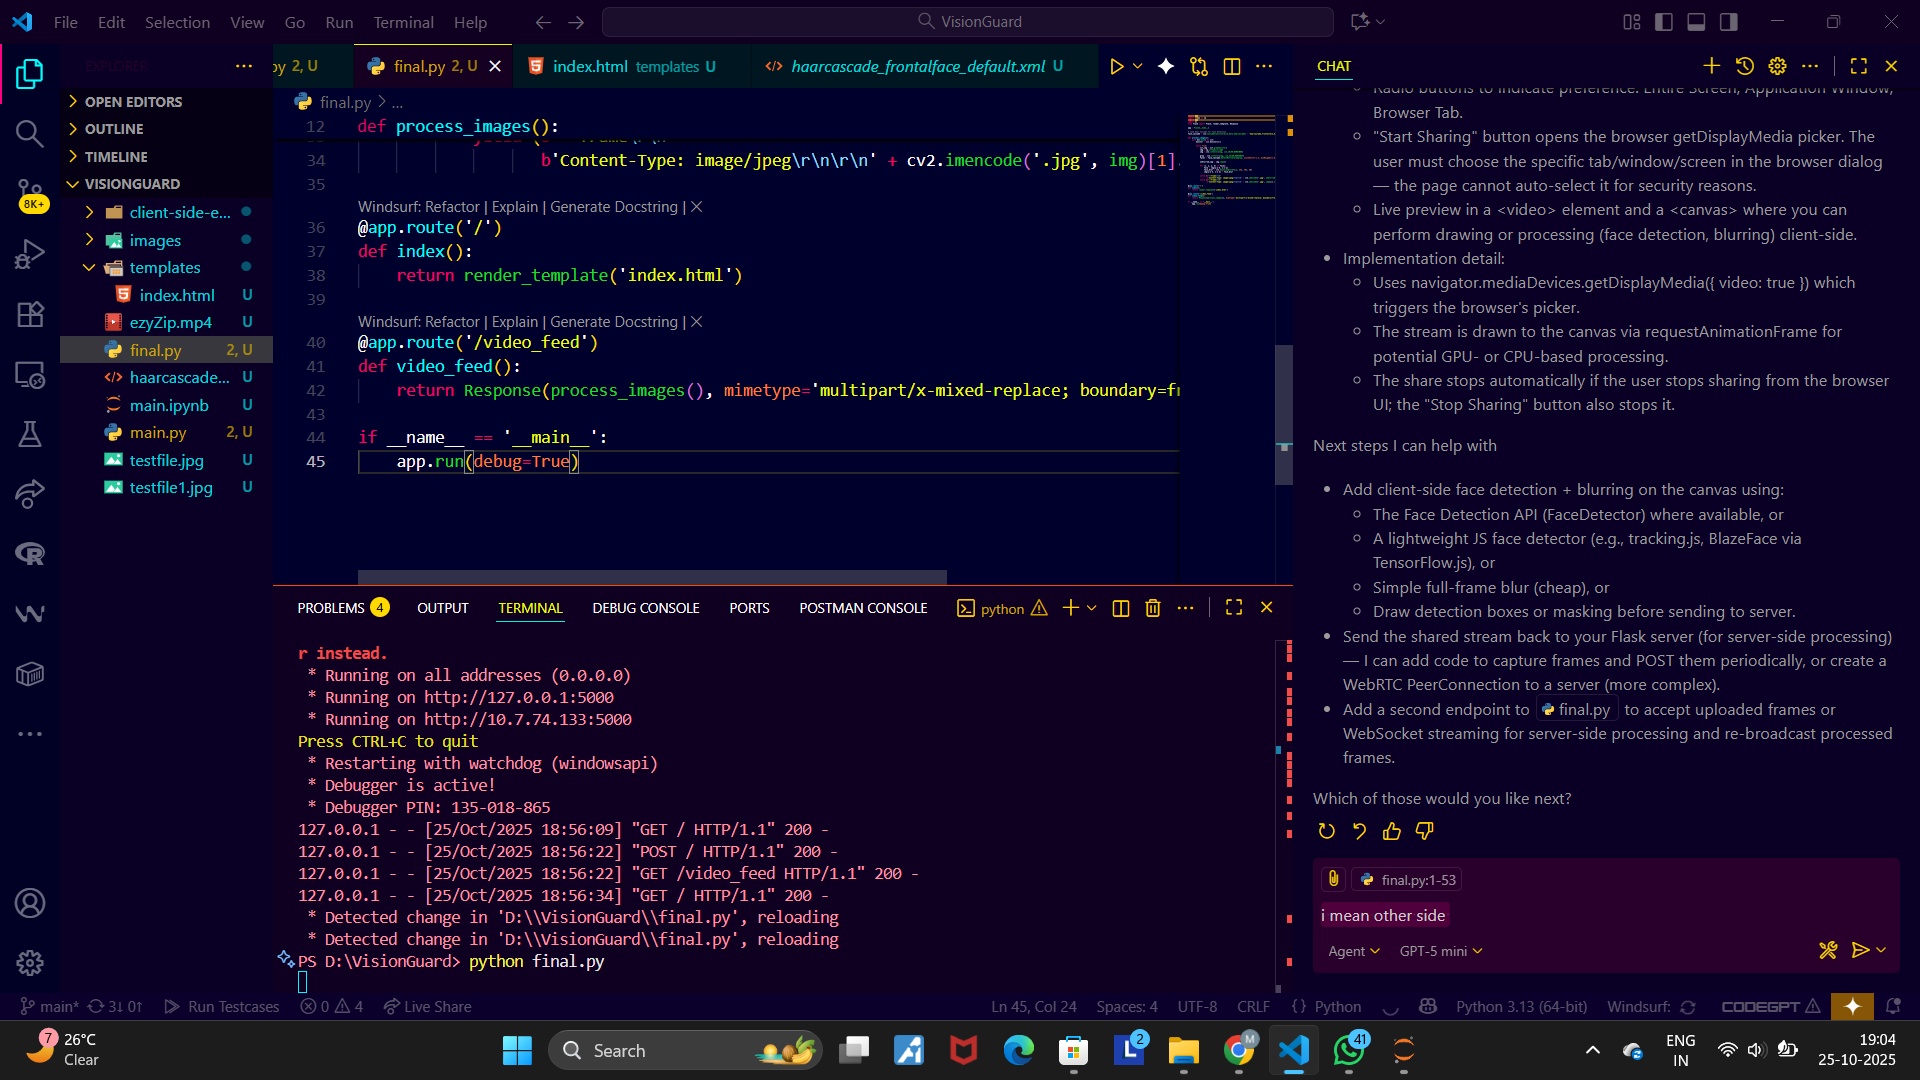 File Edit Selection View Go Run Terminal Help
VisionGuard
EXPLORER
OPEN EDITORS
OUTLINE
TIMELINE
VISIONGUARD
client-side-e...
images
templates
index.html U
ezyZip.mp4 U
final.py 2, U
haarcascade... U
main.ipynb U
main.py 2, U
testfile.jpg U
testfile1.jpg U
8K+
py 2, U
final.py 2, U
index.html templates U
haarcascade_frontalface_default.xml U
final.py > ...
12 def process_images():
34 b'Content-Type: image/jpeg\r\n\r\n' + cv2.imencode('.jpg', img)[1].
35
Windsurf: Refactor | Explain | Generate Docstring | X
36 @app.route('/')
37 def index():
38 return render_template('index.html')
39
Windsurf: Refactor | Explain | Generate Docstring | X
40 @app.route('/video_feed')
41 def video_feed():
42 return Response(process_images(), mimetype='multipart/x-mixed-replace; boundary=fr
43
44 if __name__ == '__main__':
45 app.run(debug=True)
PROBLEMS 4 OUTPUT TERMINAL DEBUG CONSOLE PORTS POSTMAN CONSOLE python
r instead.
* Running on all addresses (0.0.0.0)
* Running on http://127.0.0.1:5000
* Running on http://10.7.74.133:5000
Press CTRL+C to quit
* Restarting with watchdog (windowsapi)
* Debugger is active!
* Debugger PIN: 135-018-865
127.0.0.1 - - [25/Oct/2025 18:56:09] "GET / HTTP/1.1" 200 -
127.0.0.1 - - [25/Oct/2025 18:56:22] "POST / HTTP/1.1" 200 -
127.0.0.1 - - [25/Oct/2025 18:56:22] "GET /video_feed HTTP/1.1" 200 -
127.0.0.1 - - [25/Oct/2025 18:56:34] "GET / HTTP/1.1" 200 -
* Detected change in 'D:\\VisionGuard\\final.py', reloading
* Detected change in 'D:\\VisionGuard\\final.py', reloading
PS D:\VisionGuard> python final.py
CHAT
Radio buttons to indicate preference: Entire Screen, Application Window,
Browser Tab.
"Start Sharing" button opens the browser getDisplayMedia picker. The
user must choose the specific tab/window/screen in the browser dialog
— the page cannot auto-select it for security reasons.
Live preview in a <video> element and a <canvas> where you can
perform drawing or processing (face detection, blurring) client-side.
Implementation detail:
Uses navigator.mediaDevices.getDisplayMedia({ video: true }) which
triggers the browser's picker.
The stream is drawn to the canvas via requestAnimationFrame for
potential GPU- or CPU-based processing.
The share stops automatically if the user stops sharing from the browser
UI; the "Stop Sharing" button also stops it.
Next steps I can help with
Add client-side face detection + blurring on the canvas using:
The Face Detection API (FaceDetector) where available, or
A lightweight JS face detector (e.g., tracking.js, BlazeFace via
TensorFlow.js), or
Simple full-frame blur (cheap), or
Draw detection boxes or masking before sending to server.
Send the shared stream back to your Flask server (for server-side processing)
— I can add code to capture frames and POST them periodically, or create a
WebRTC PeerConnection to a server (more complex).
Add a second endpoint to final.py to accept uploaded frames or
WebSocket streaming for server-side processing and re-broadcast processed
frames.
Which of those would you like next?
final.py:1-53
i mean other side
Agent GPT-5 mini
main* 3↓ 0↑ Run Testcases 0 4 Live Share Ln 45, Col 24 Spaces: 4 UTF-8 CRLF {} Python Python 3.13 (64-bit) Windsurf: CODEGPT
7 26°C
Clear
Search
2
41
ENG
IN
19:04
25-10-2025